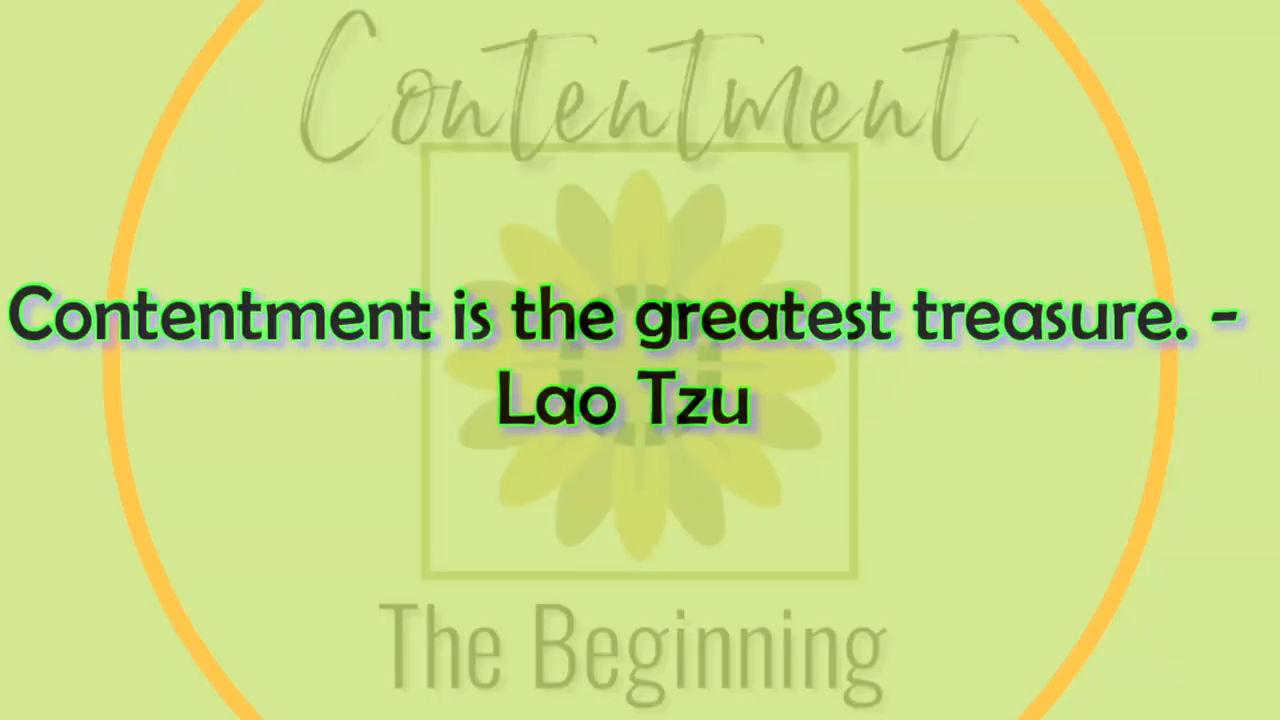 Contentment
Contentment is the greatest treasure. -
Lao Tzu
The Beginning